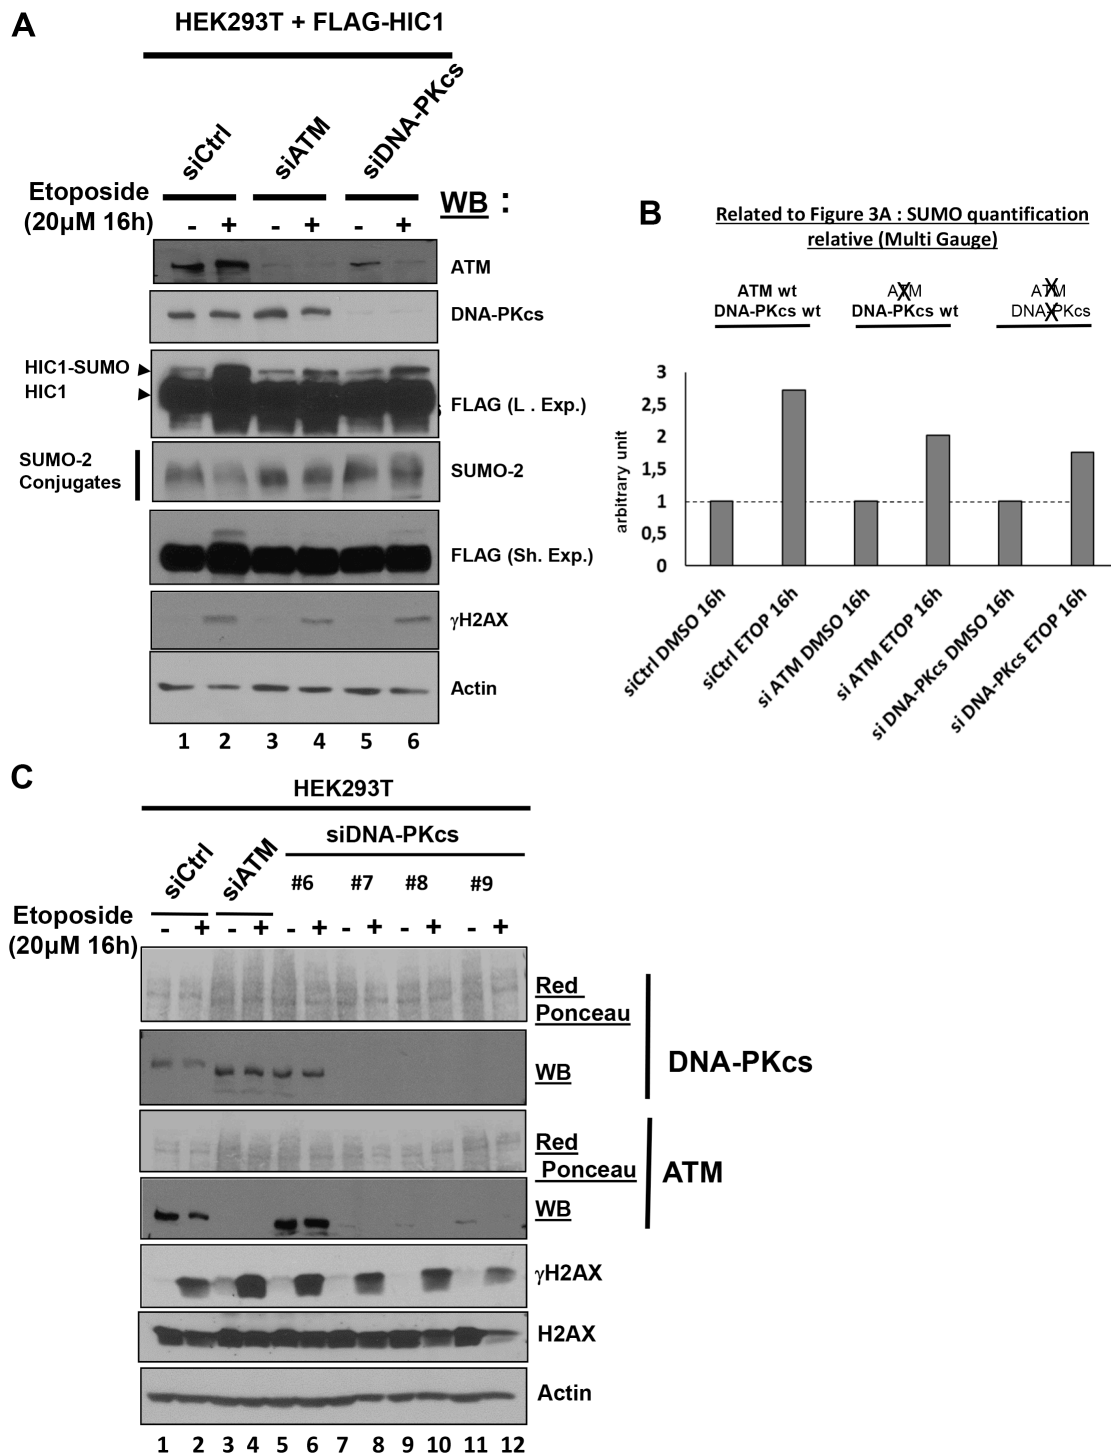 A
HEK293T + FLAG-HIC1
siCtrl
siATM
siDNA-PKcs
Etoposide
(20µM 16h)
- + - + - +
WB :
ATM
DNA-PKcs
HIC1-SUMO
HIC1
FLAG (L . Exp.)
SUMO-2
Conjugates
SUMO-2
FLAG (Sh. Exp.)
γH2AX
Actin
1 2 3 4 5 6
B
Related to Figure 3A : SUMO quantification
relative (Multi Gauge)
ATM wt
DNA-PKcs wt
ATM
DNA-PKcs wt
ATM
DNA-PKcs
arbitrary unit
3
2,5
2
1,5
1
0,5
0
siCtrl DMSO 16h
siCtrl ETOP 16h
si ATM DMSO 16h
si ATM ETOP 16h
si DNA-PKcs DMSO 16h
si DNA-PKcs ETOP 16h
C
HEK293T
siCtrl
siATM
siDNA-PKcs
#6 #7 #8 #9
Etoposide
(20µM 16h)
- + - + - + - + - + - +
Red
Ponceau
WB
DNA-PKcs
Red
Ponceau
WB
ATM
γH2AX
H2AX
Actin
1 2 3 4 5 6 7 8 9 10 11 12